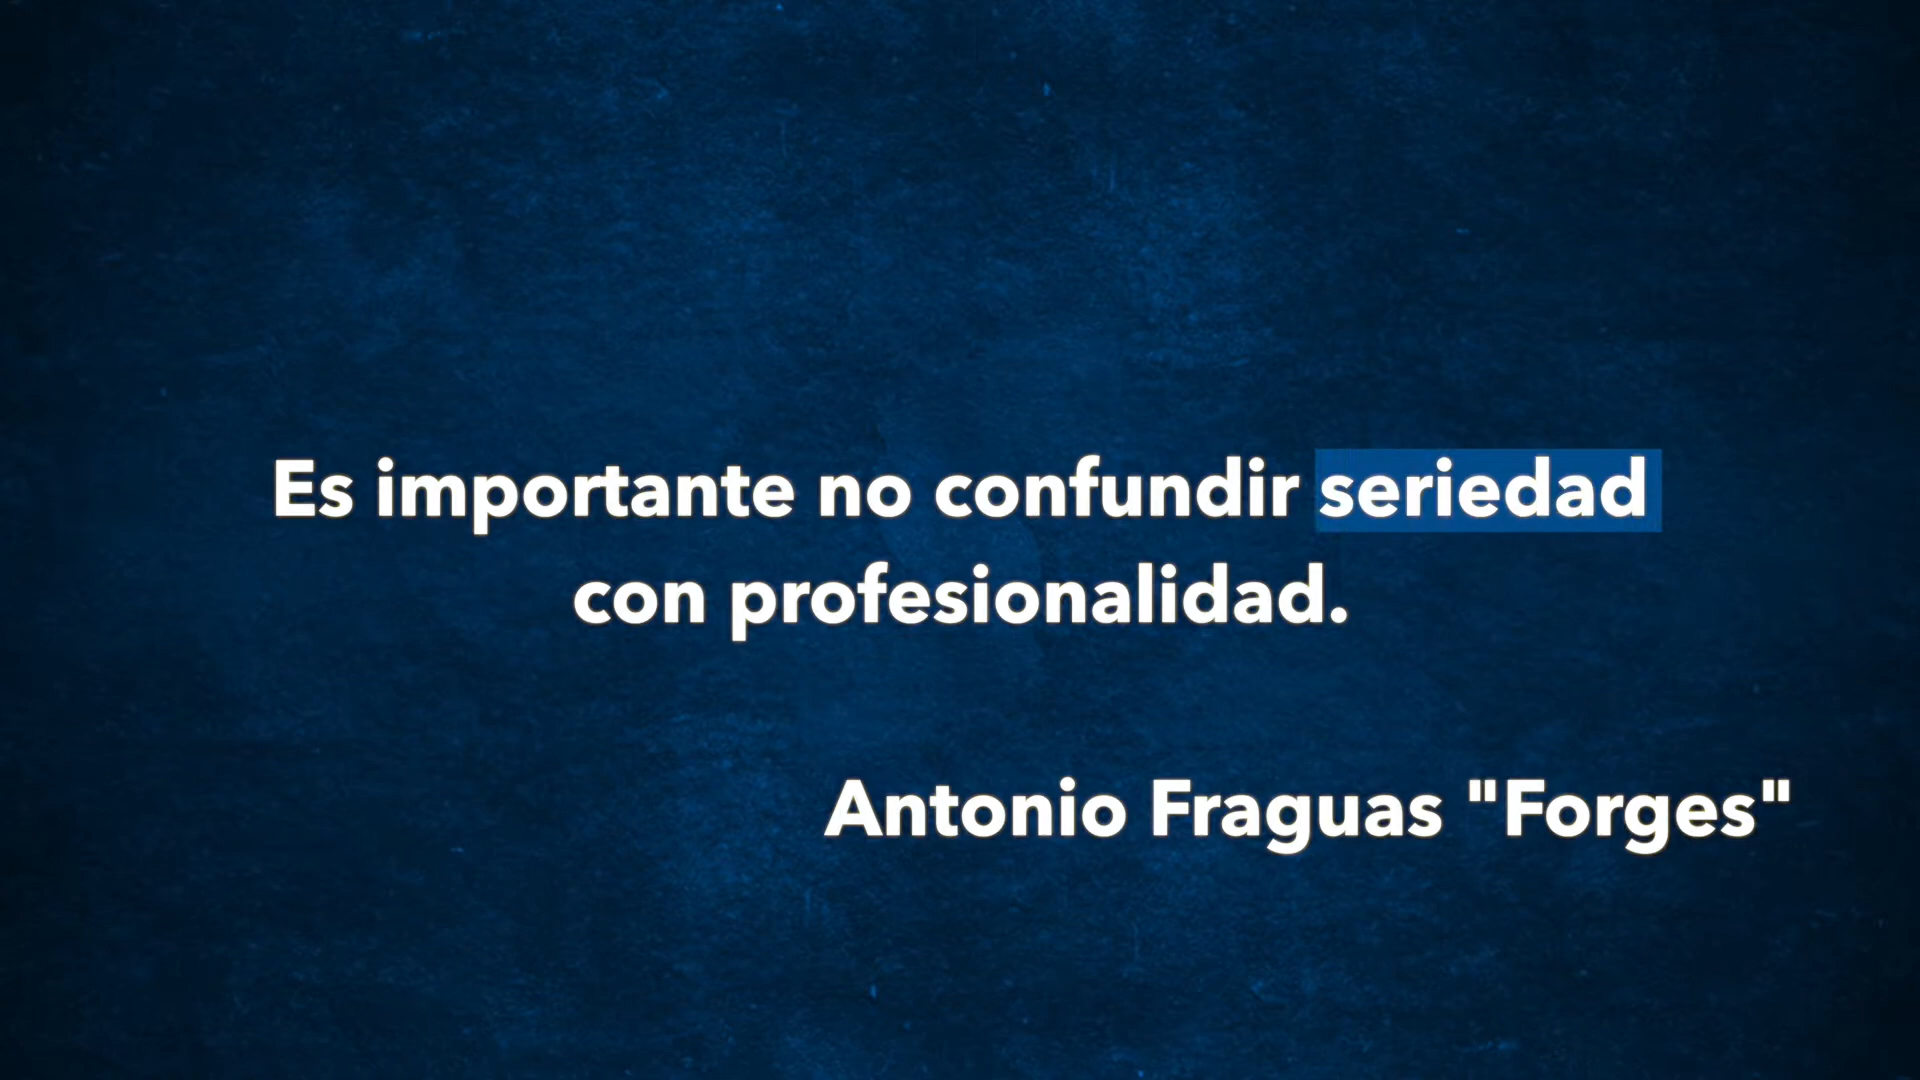 Es importante no confundir seriedad
con profesionalidad.
Antonio Fraguas "Forges"